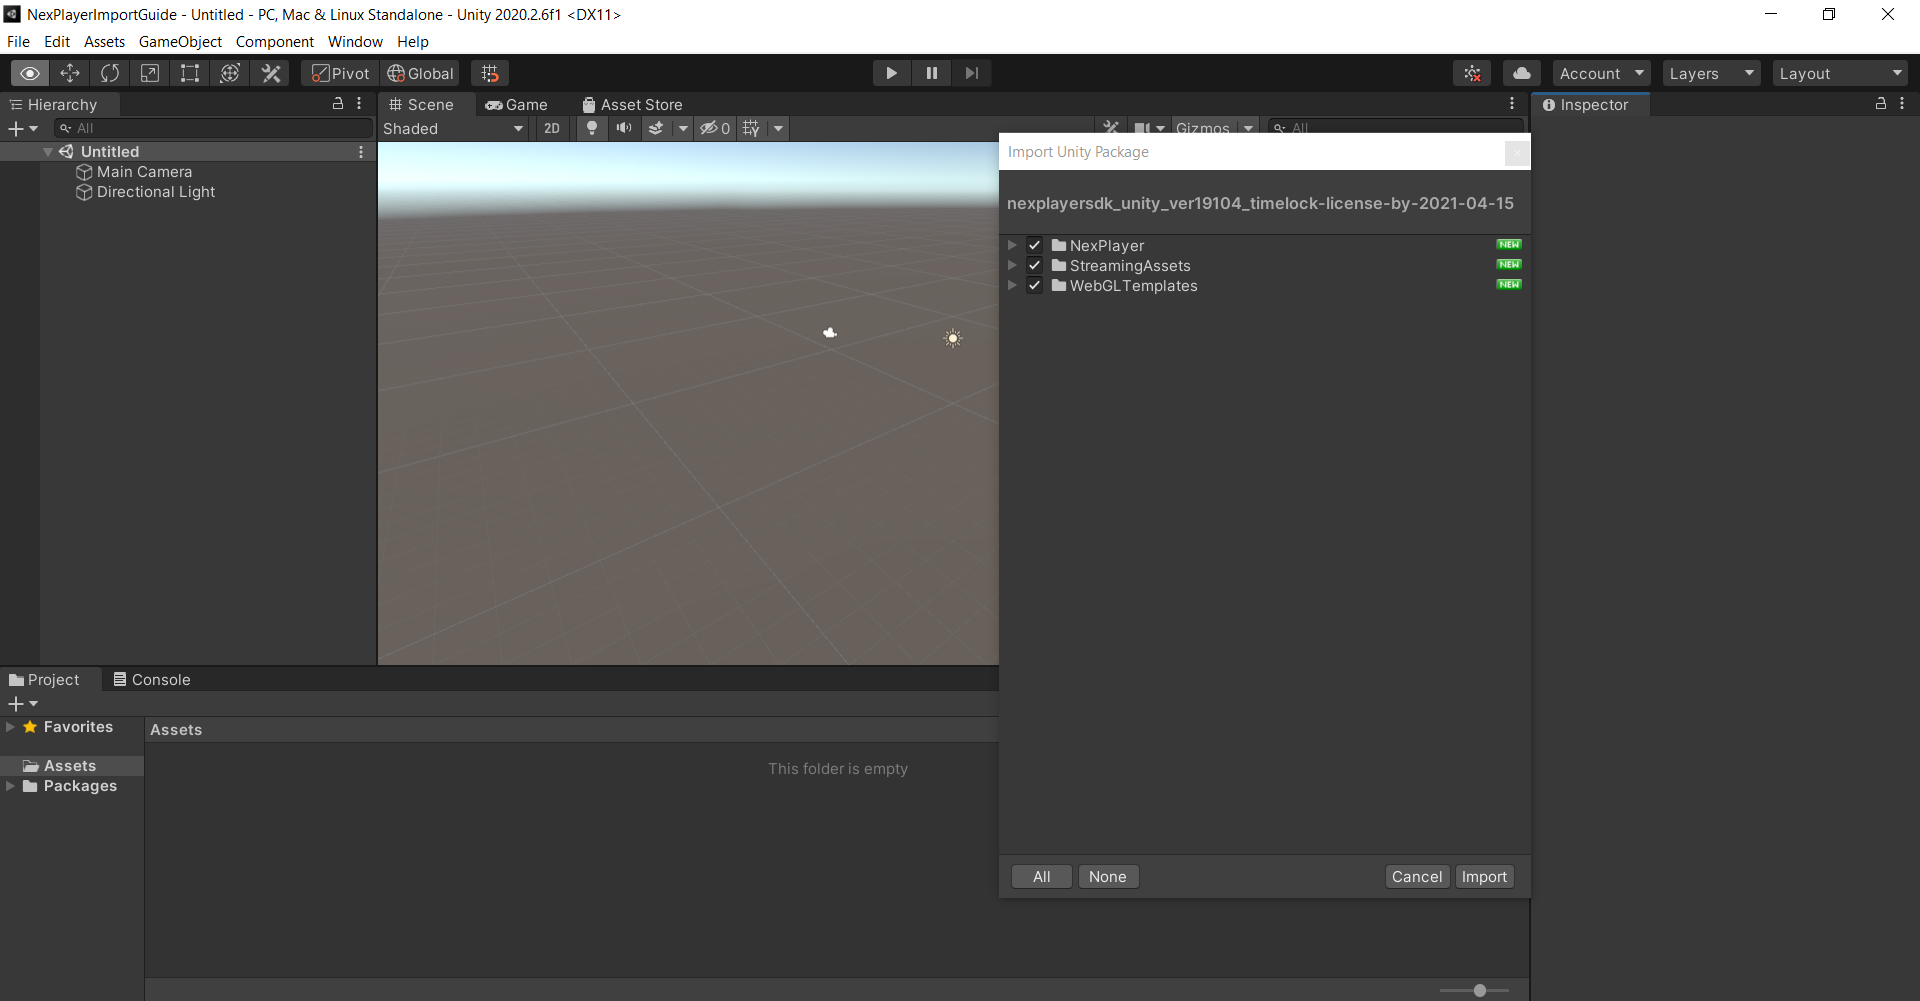 NexPlayerImportGuide - Untitled - PC, Mac & Linux Standalone - Unity 2020.2.6f1 <DX11>
File Edit Assets GameObject Component Window Help
Pivot Global Account Layers Layout
Hierarchy
All
Untitled
Main Camera
Directional Light
Scene Game Asset Store
Shaded 2D 0 Gizmos All
Inspector
Import Unity Package
nexplayersdk_unity_ver19104_timelock-license-by-2021-04-15
NexPlayer NEW
StreamingAssets NEW
WebGLTemplates NEW
All None Cancel Import
Project Console
Favorites
Assets
Packages
Assets
This folder is empty